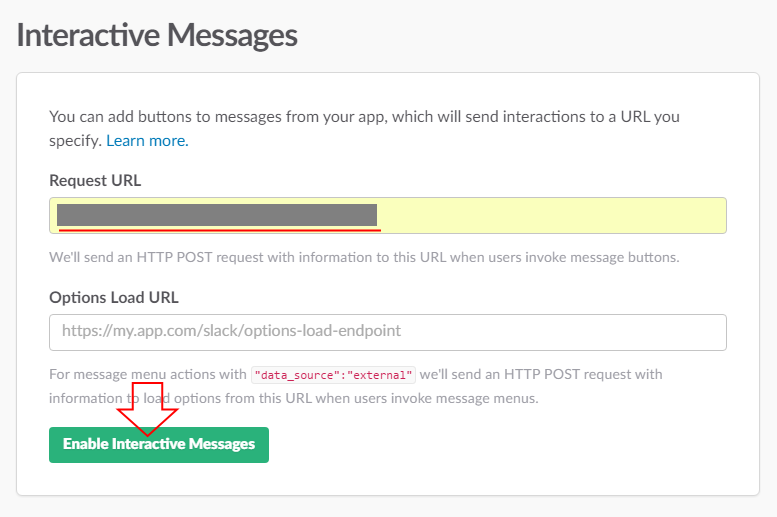 Interactive Messages
You can add buttons to messages from your app, which will send interactions to a URL you
specify. Learn more.
Request URL
We'll send an HTTP POST request with information to this URL when users invoke message buttons.
Options Load URL
https://my.app.com/slack/options-load-endpoint
For message menu actions with "data_source":"external" we'll send an HTTP POST request with
information to load options from this URL when users invoke message menus.
Enable Interactive Messages